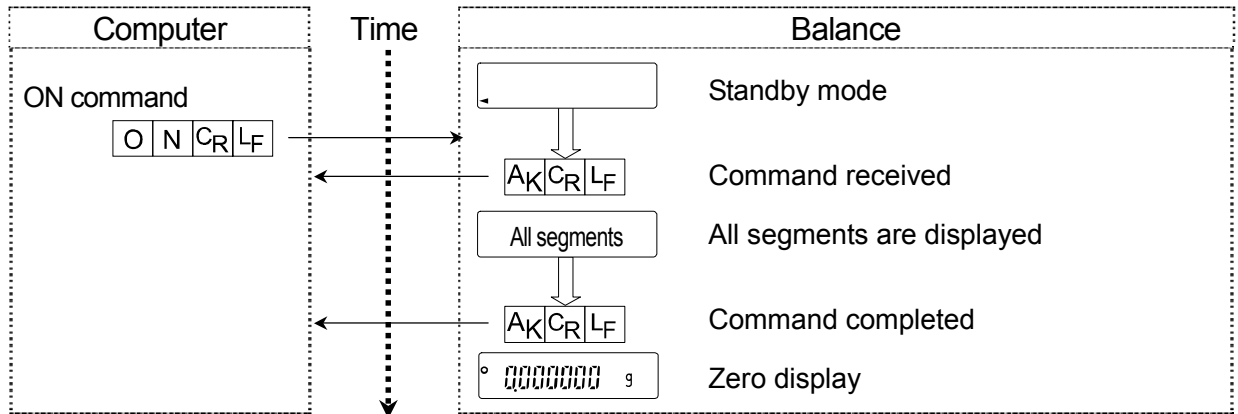 Computer Time Balance
Standby mode
ON command
O N CR LF
AK CR LF Command received
All segments All segments are displayed
AK CR LF Command completed
0.000000 g Zero display